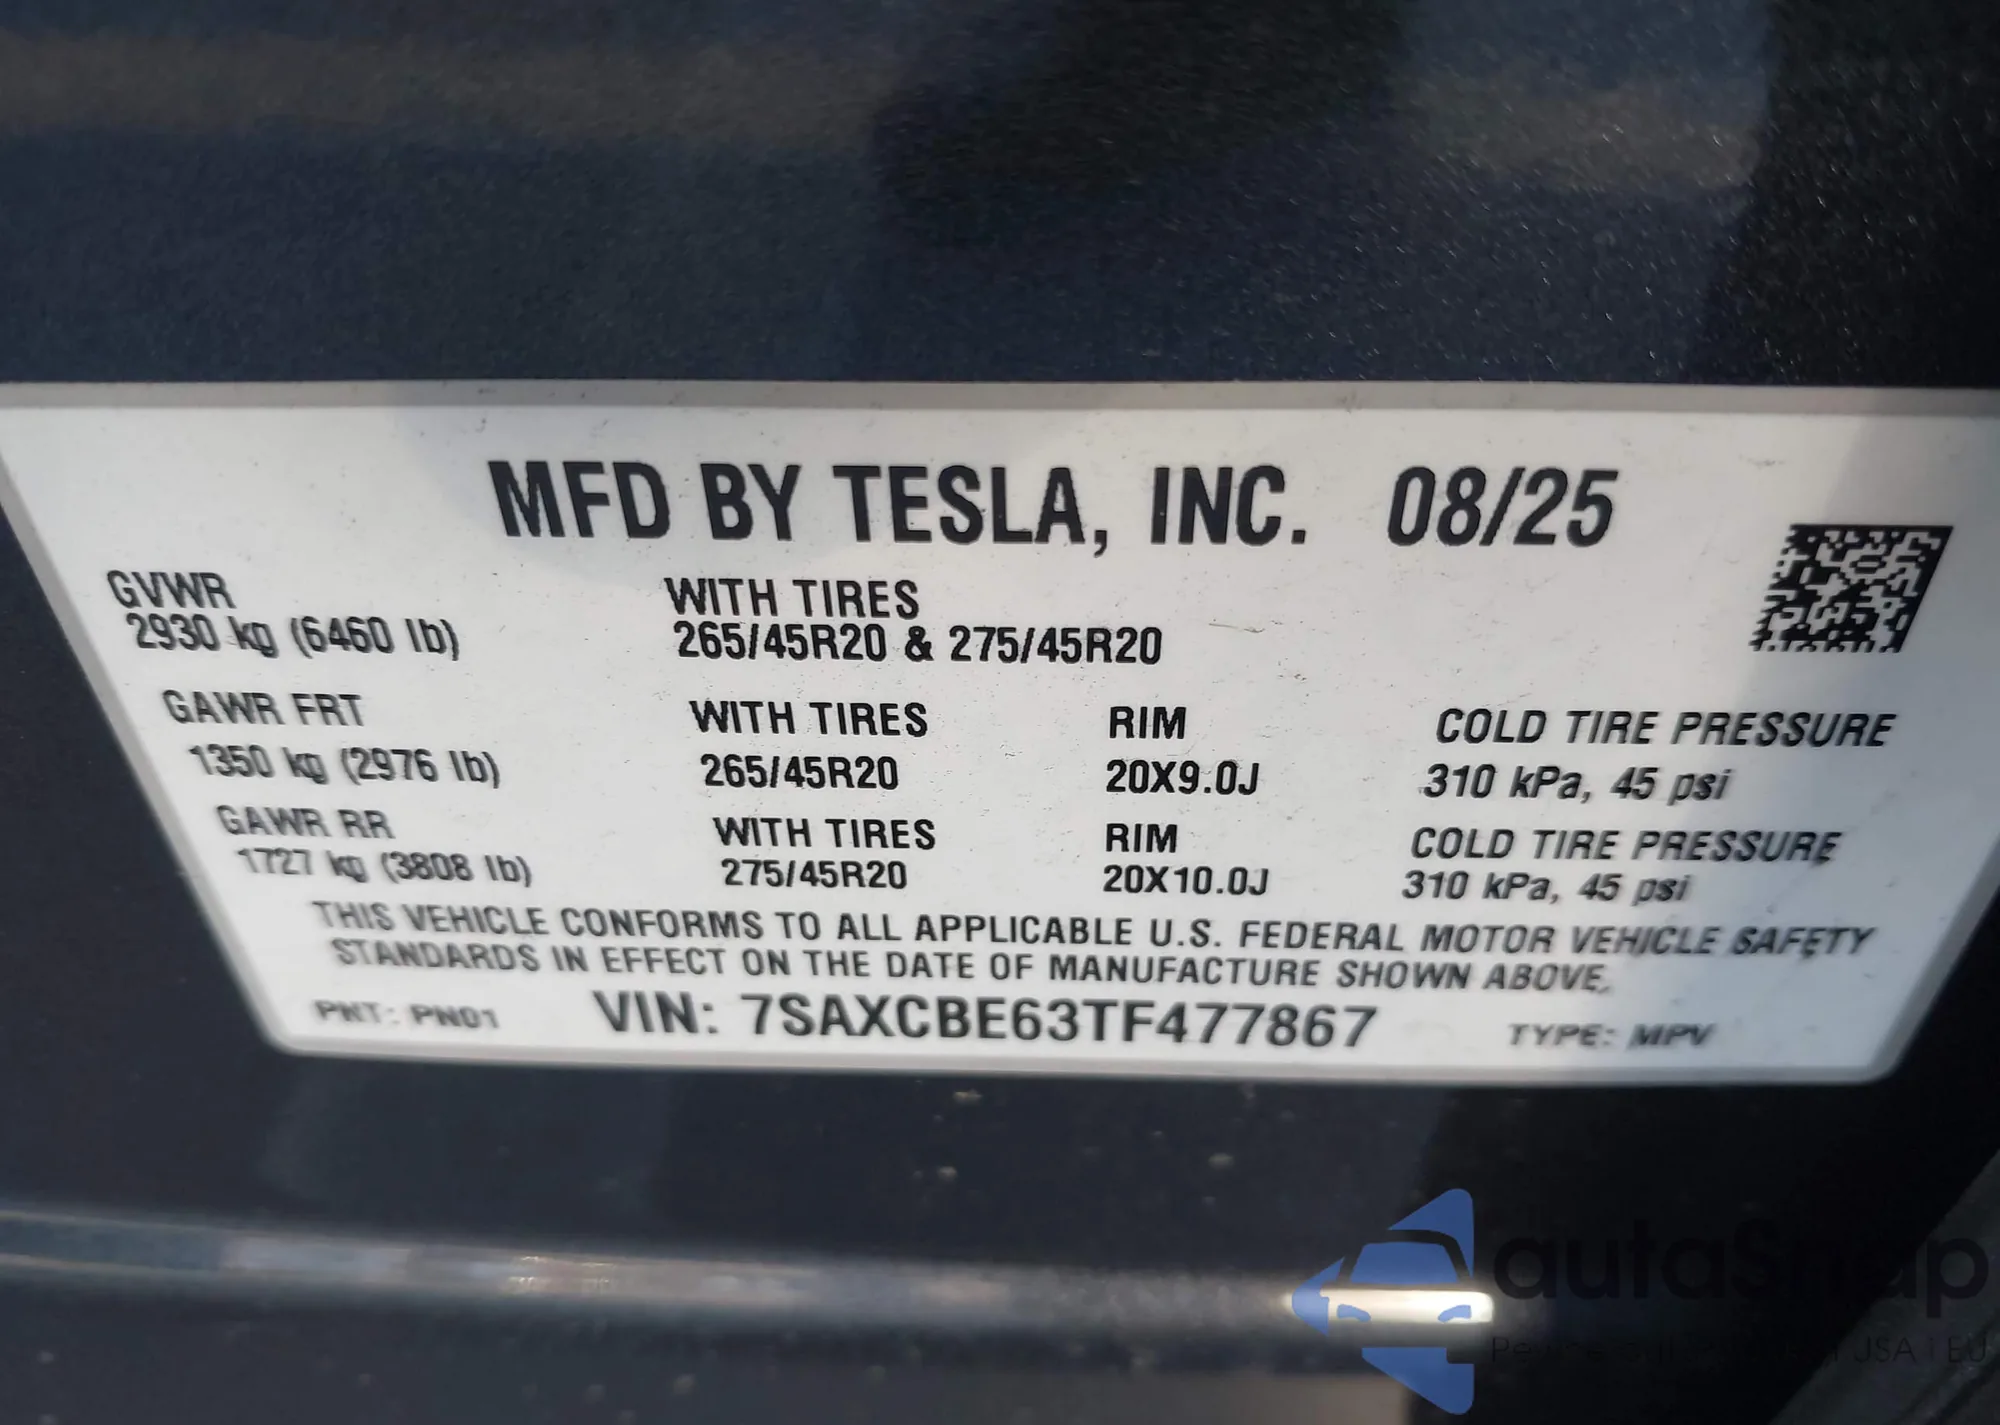 MFD BY TESLA, INC. 08/25
GVWR WITH TIRES
2930 kg (6460 lb) 265/45R20 & 275/45R20
GAWR FRT WITH TIRES RIM COLD TIRE PRESSURE
1350 kg (2976 lb) 265/45R20 20X9.0J 310 kPa, 45 psi
GAWR RR WITH TIRES RIM COLD TIRE PRESSURE
1727 kg (3808 lb) 275/45R20 20X10.0J 310 kPa, 45 psi
THIS VEHICLE CONFORMS TO ALL APPLICABLE U.S. FEDERAL MOTOR VEHICLE SAFETY
STANDARDS IN EFFECT ON THE DATE OF MANUFACTURE SHOWN ABOVE.
PNT: PN01 VIN: 7SAXCBE63TF477867 TYPE: MPV
autaSnap
USA i EU